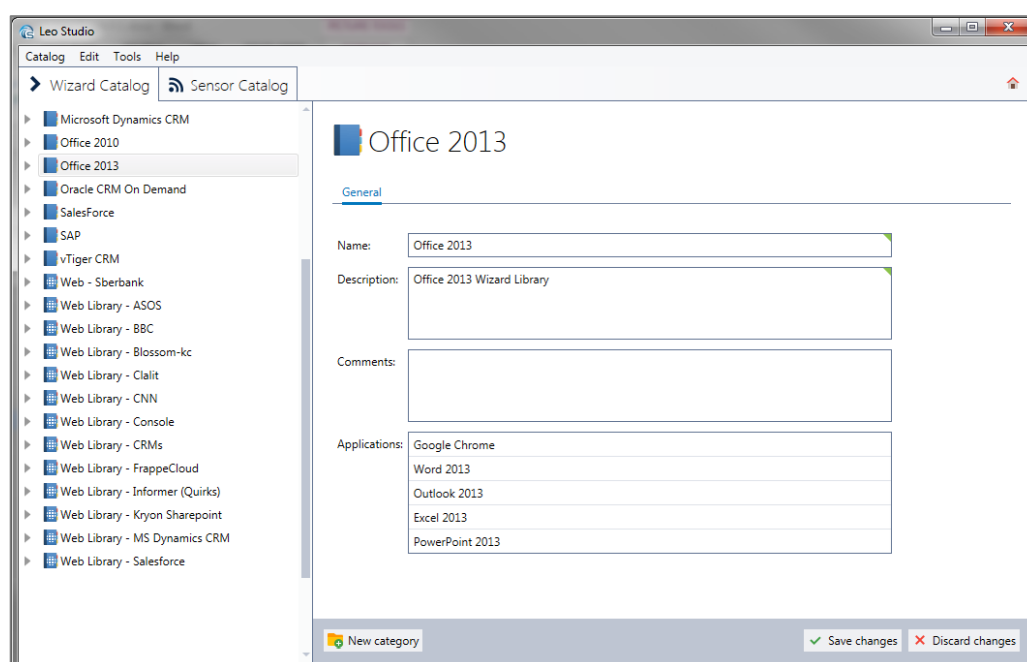 Leo Studio
Catalog Edit Tools Help
Wizard Catalog Sensor Catalog
Microsoft Dynamics CRM
Office 2010
Office 2013
Oracle CRM On Demand
SalesForce
SAP
vTiger CRM
Web - Sberbank
Web Library - ASOS
Web Library - BBC
Web Library - Blossom-kc
Web Library - Clalit
Web Library - CNN
Web Library - Console
Web Library - CRMs
Web Library - FrappeCloud
Web Library - Informer (Quirks)
Web Library - Kryon Sharepoint
Web Library - MS Dynamics CRM
Web Library - Salesforce
Office 2013
General
Name: Office 2013
Description: Office 2013 Wizard Library
Comments:
Applications: Google Chrome
Word 2013
Outlook 2013
Excel 2013
PowerPoint 2013
New category Save changes Discard changes